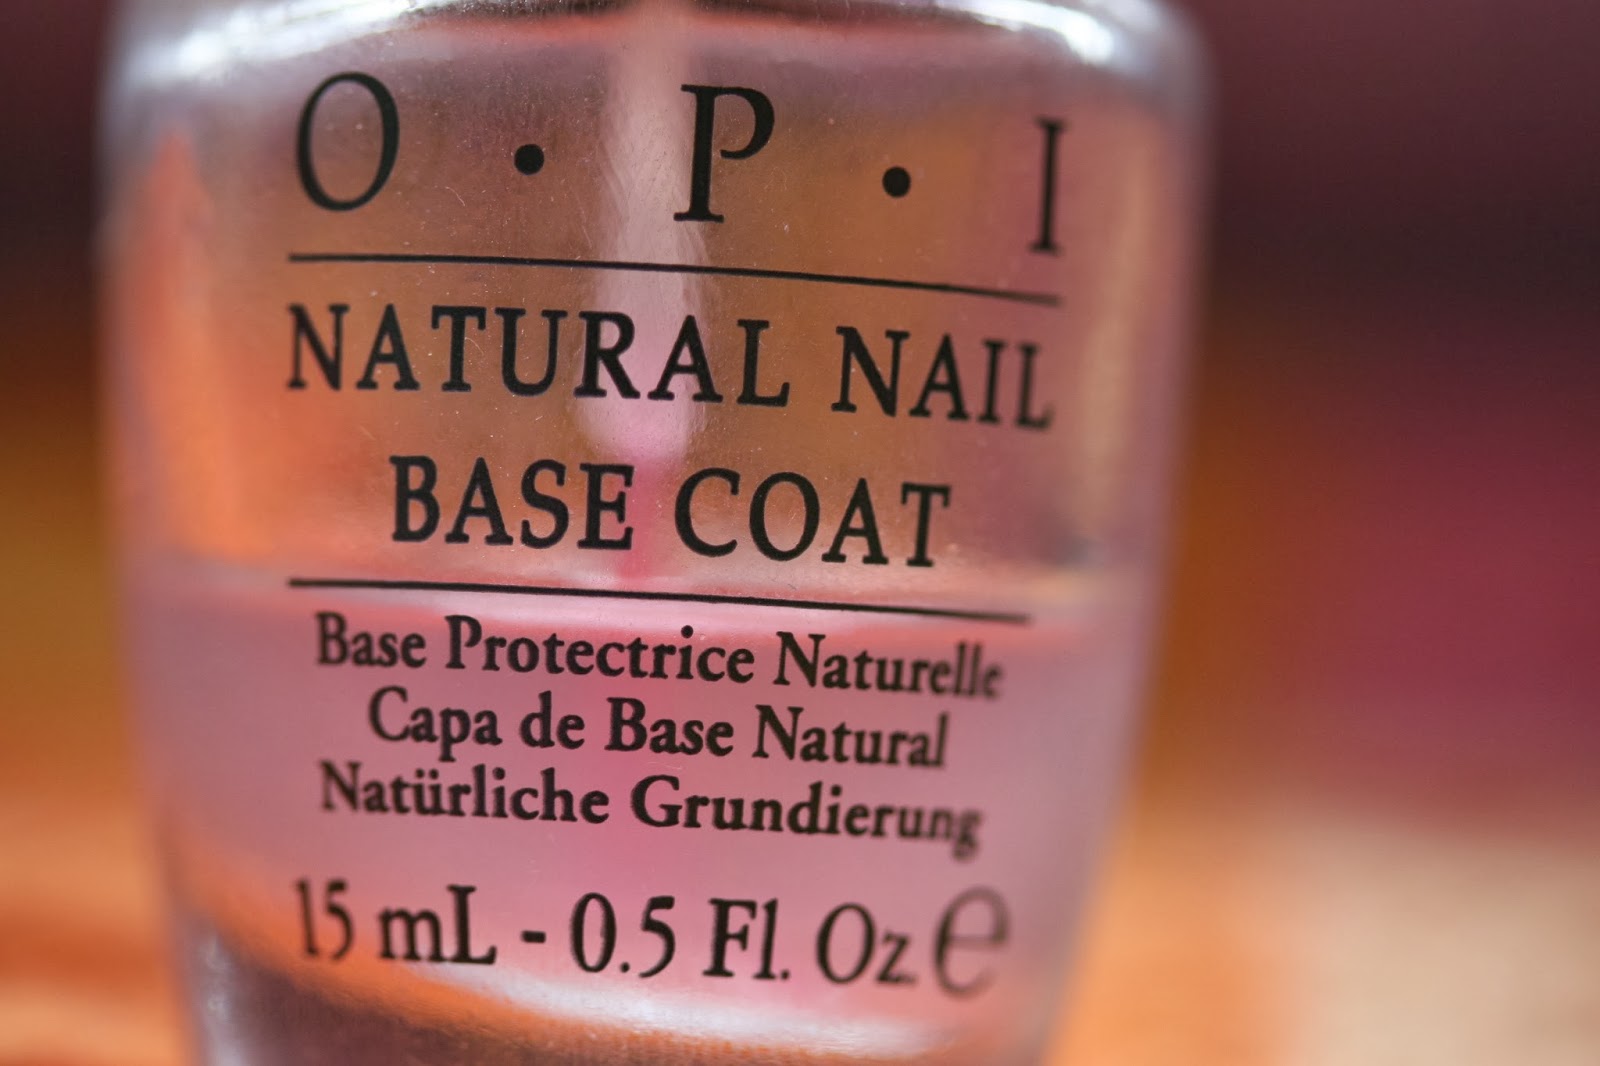 O · P · I
NATURAL NAIL
BASE COAT
Base Protectrice Naturelle
Capa de Base Natural
Natürliche Grundierung
15 mL - 0.5 Fl. Oz. ℮